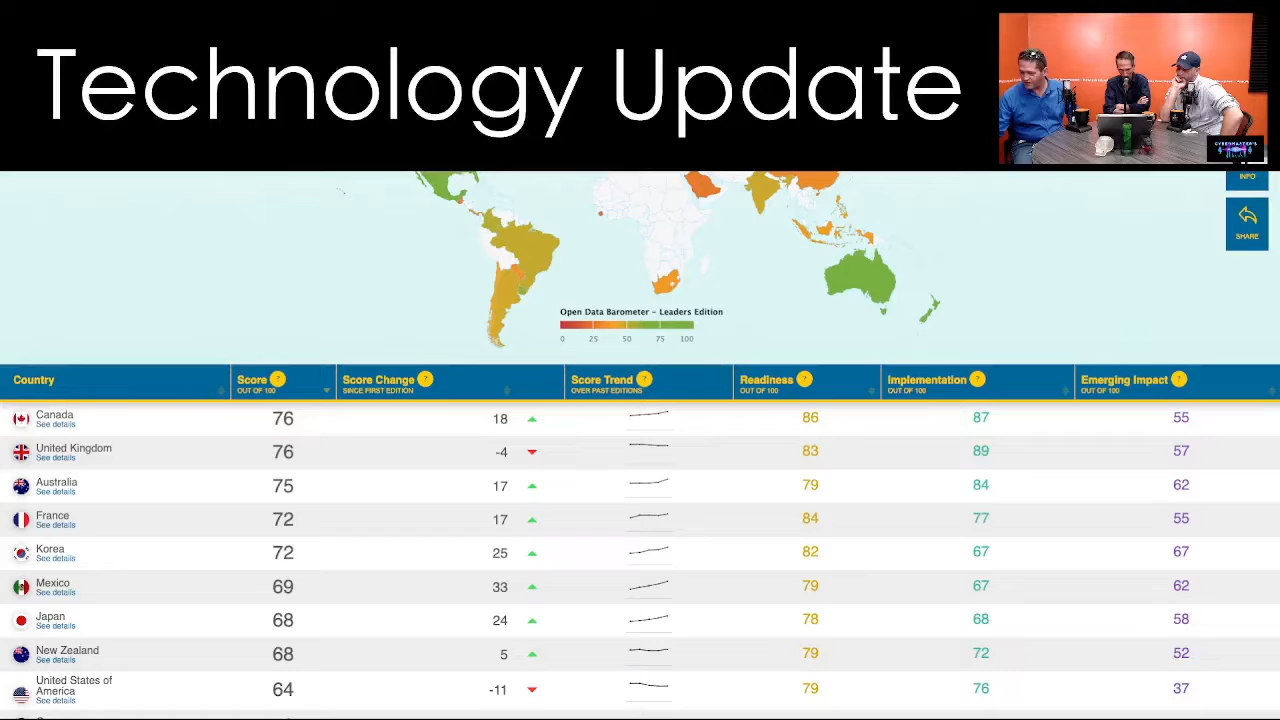 Technology Update
CYBERMASTER'S
INFO
SHARE
Open Data Barometer - Leaders Edition
0 25 50 75 100
Country Score ? Score Change ? Score Trend ? Readiness ? Implementation ? Emerging Impact ?
OUT OF 100 SINCE FIRST EDITION OVER PAST EDITIONS OUT OF 100 OUT OF 100 OUT OF 100
Canada 76 18 86 87 55
See details
United Kingdom 76 -4 83 89 57
See details
Australia 75 17 79 84 62
See details
France 72 17 84 77 55
See details
Korea 72 25 82 67 67
See details
Mexico 69 33 79 67 62
See details
Japan 68 24 78 68 58
See details
New Zealand 68 5 79 72 52
See details
United States of
America 64 -11 79 76 37
See details